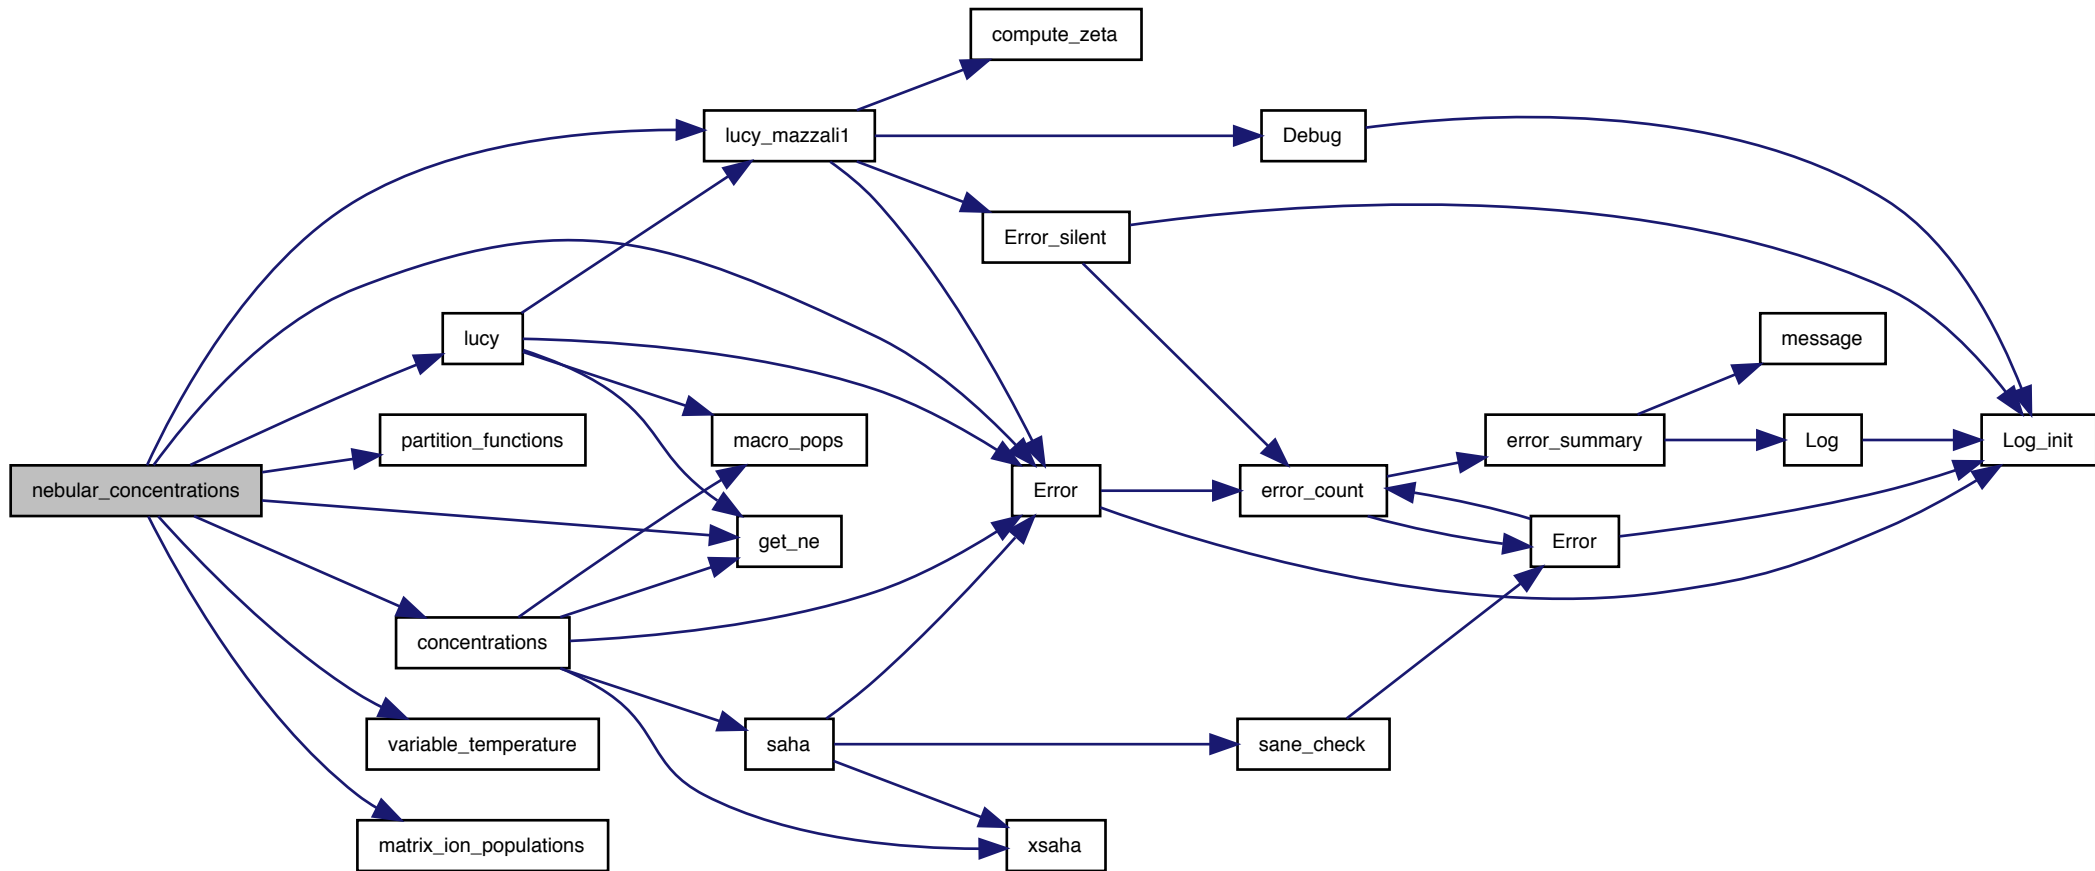 compute_zeta
lucy_mazzali1
Debug
Error_silent
lucy
message
partition_functions
macro_pops
error_summary
Log
Log_init
nebular_concentrations
Error
error_count
get_ne
Error
concentrations
variable_temperature
saha
sane_check
matrix_ion_populations
xsaha